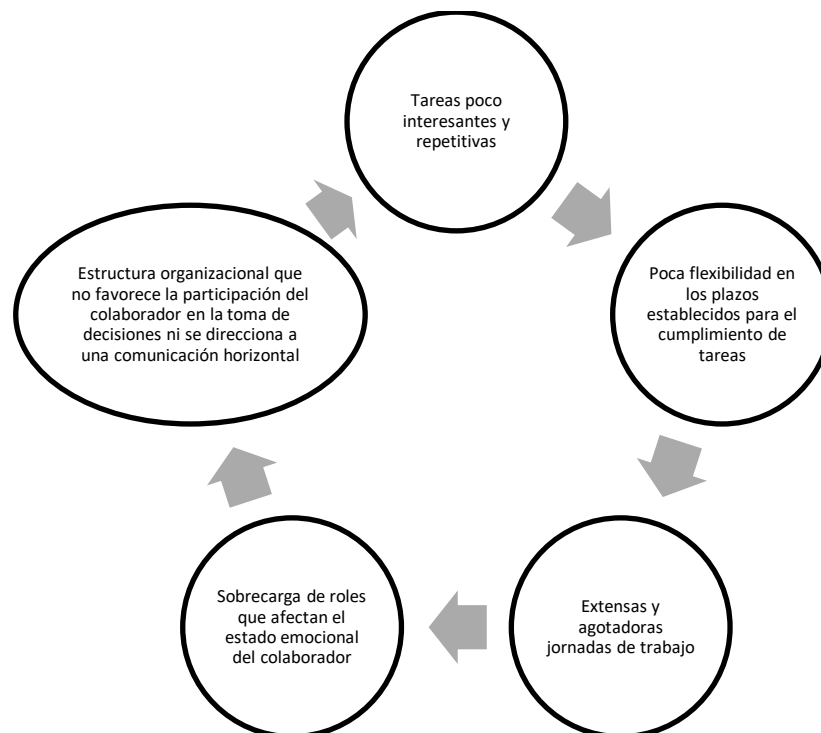 Tareas poco
interesantes y
repetitivas
Poca flexibilidad en
los plazos
establecidos para el
cumplimiento de
tareas
Extensas y
agotadoras
jornadas de trabajo
Sobrecarga de roles
que afectan el
estado emocional
del colaborador
Estructura organizacional que
no favorece la participación del
colaborador en la toma de
decisiones ni se direcciona a
una comunicación horizontal